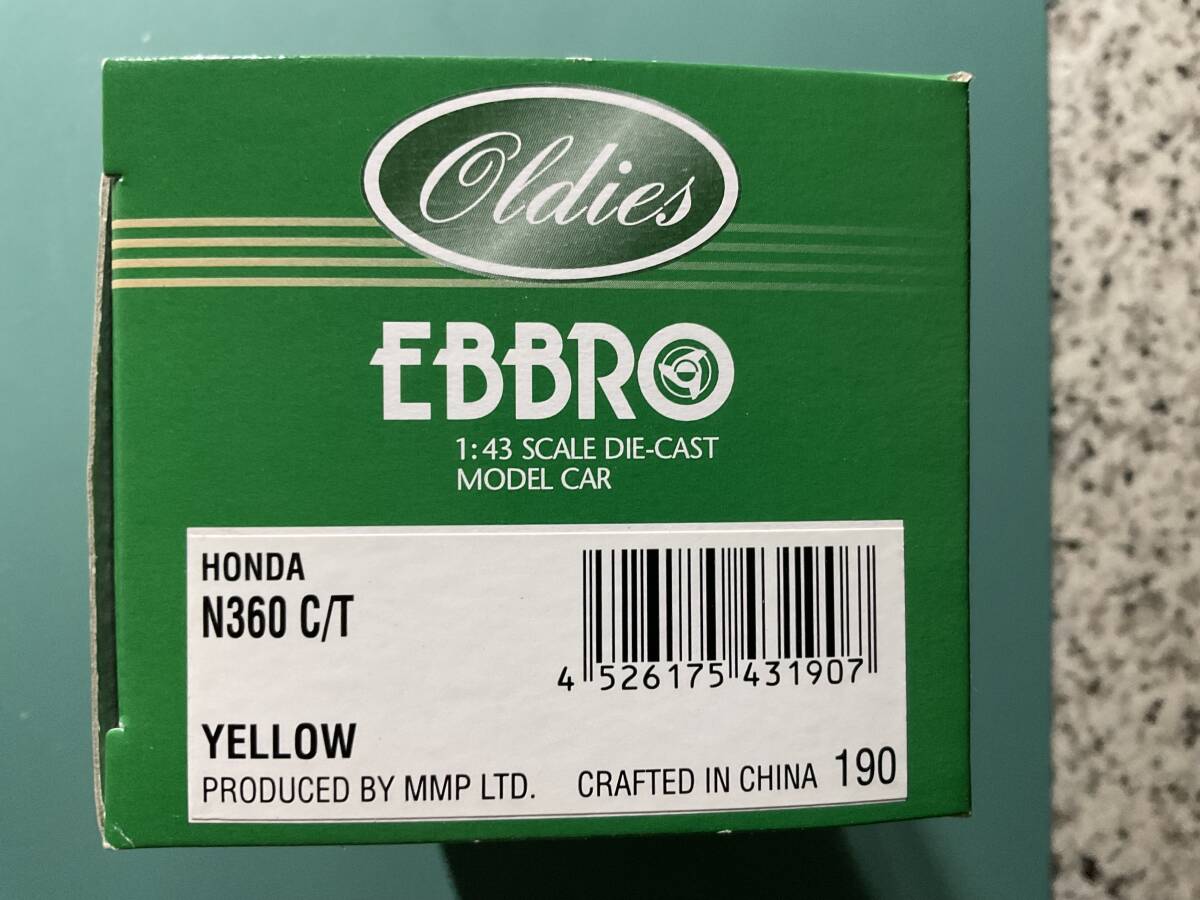 Oldies
EBBRO
1:43 SCALE DIE-CAST
MODEL CAR
HONDA
N360 C/T
4 526175 431907
YELLOW
PRODUCED BY MMP LTD. CRAFTED IN CHINA 190